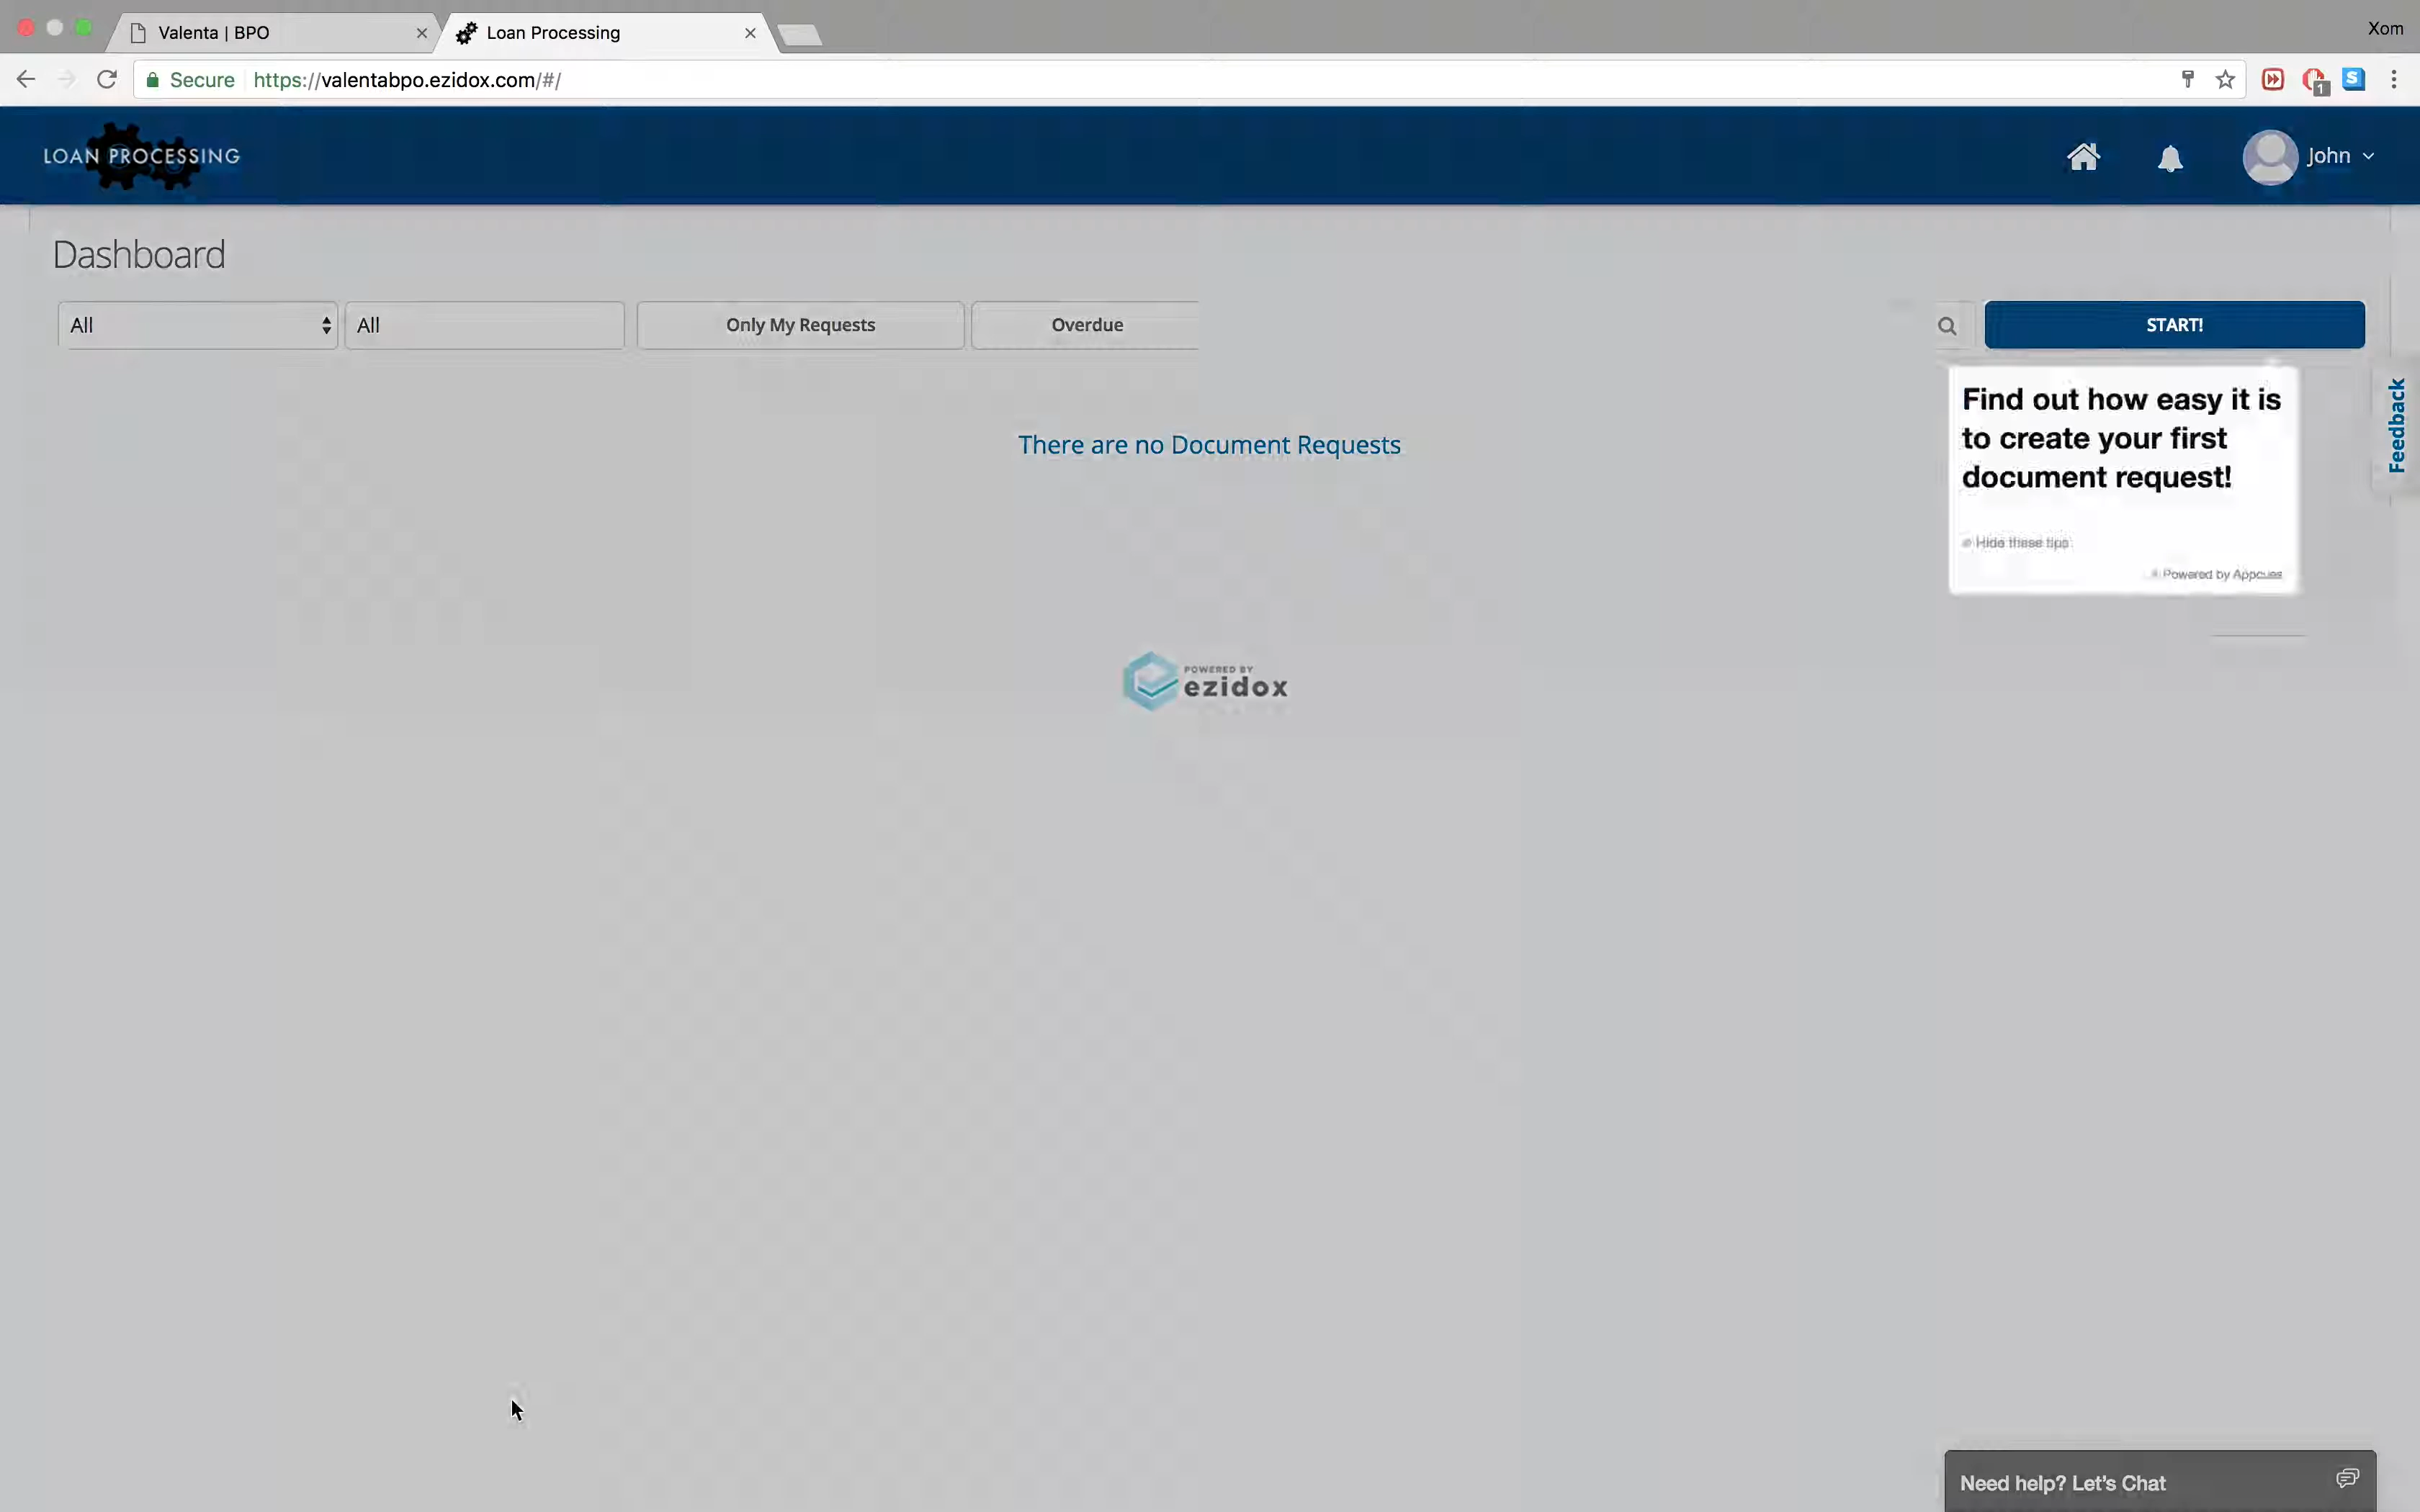 Valenta | BPO
Loan Processing
Xom
Secure
https://valentabpo.ezidox.com/#/
1
S
LOAN PROCESSING
John
Dashboard
All
All
Only My Requests
Overdue
START!
Find out how easy it is
to create your first
document request!
Hide these tips
Powered by Appcues
Feedback
There are no Document Requests
POWERED BY
ezidox
Need help? Let's Chat